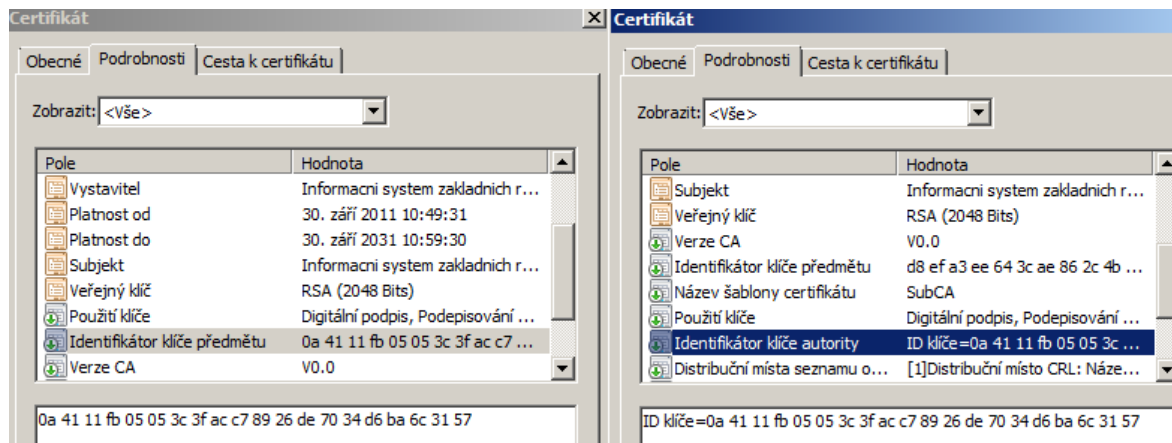 Certifikát
Obecné Podrobnosti Cesta k certifikátu
Zobrazit: <Vše>
Pole Hodnota
Vystavitel Informacni system zakladnich r...
Platnost od 30. září 2011 10:49:31
Platnost do 30. září 2031 10:59:30
Subjekt Informacni system zakladnich r...
Veřejný klíč RSA (2048 Bits)
Použití klíče Digitální podpis, Podepisování ...
Identifikátor klíče předmětu 0a 41 11 fb 05 05 3c 3f ac c7 ...
Verze CA V0.0
0a 41 11 fb 05 05 3c 3f ac c7 89 26 de 70 34 d6 ba 6c 31 57
Certifikát
Obecné Podrobnosti Cesta k certifikátu
Zobrazit: <Vše>
Pole Hodnota
Subjekt Informacni system zakladnich r...
Veřejný klíč RSA (2048 Bits)
Verze CA V0.0
Identifikátor klíče předmětu d8 ef a3 ee 64 3c ae 86 2c 4b ...
Název šablony certifikátu SubCA
Použití klíče Digitální podpis, Podepisování ...
Identifikátor klíče autority ID klíče=0a 41 11 fb 05 05 3c ...
Distribuční místa seznamu o... [1]Distribuční místo CRL: Náze...
ID klíče=0a 41 11 fb 05 05 3c 3f ac c7 89 26 de 70 34 d6 ba 6c 31 57